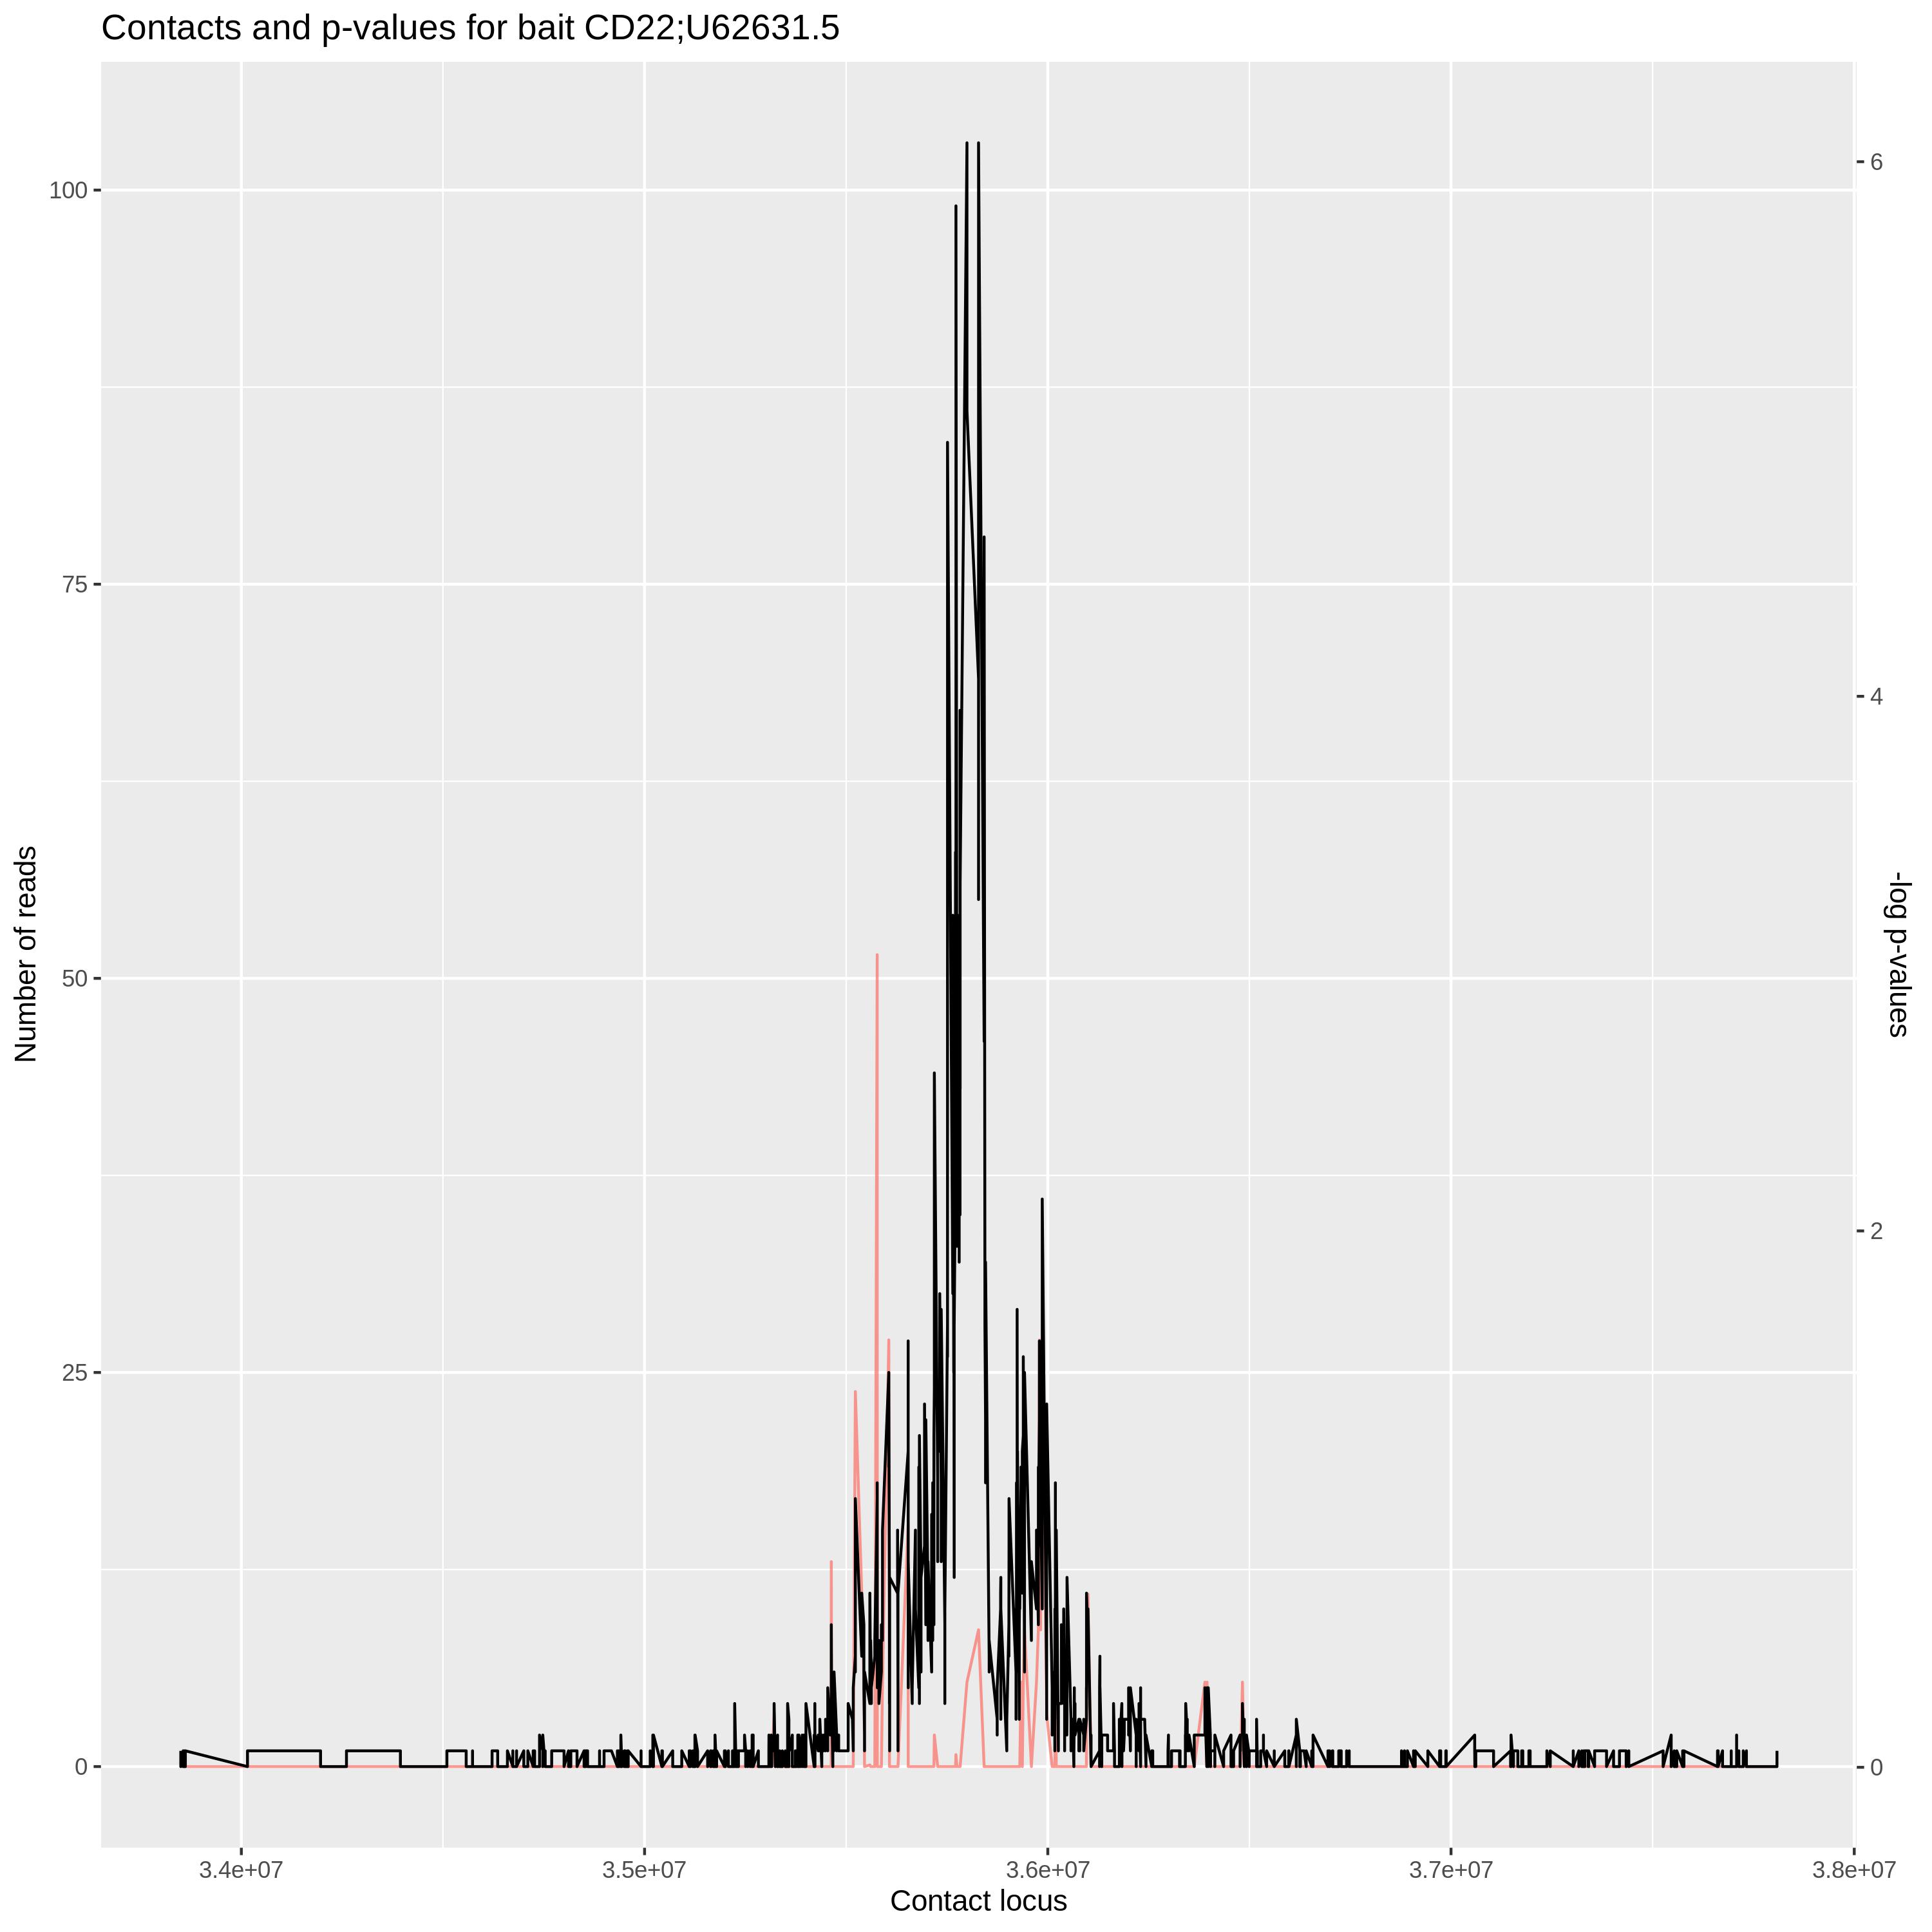 Contacts and p-values for bait CD22;U62631.5
Number of reads
100
75
50
25
0
6
4
2
0
-log p-values
3.4e+07
3.5e+07
3.6e+07
3.7e+07
3.8e+07
Contact locus